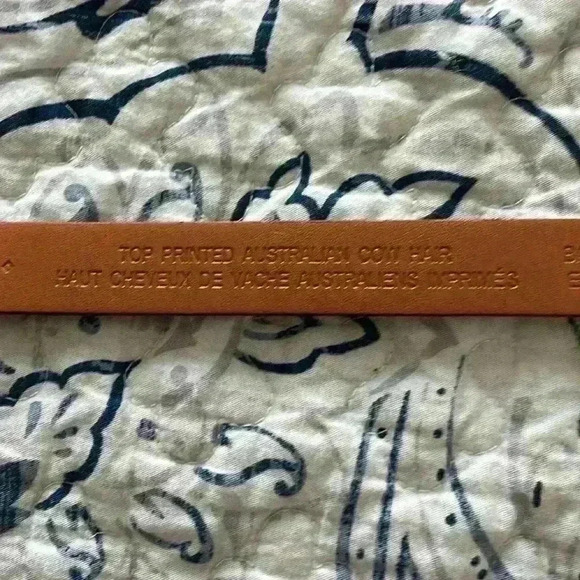 TOP PRINTED AUSTRALIAN COW HAIR
HAUT CHEVEUX DE VACHE AUSTRALIENS IMPRIMÉS